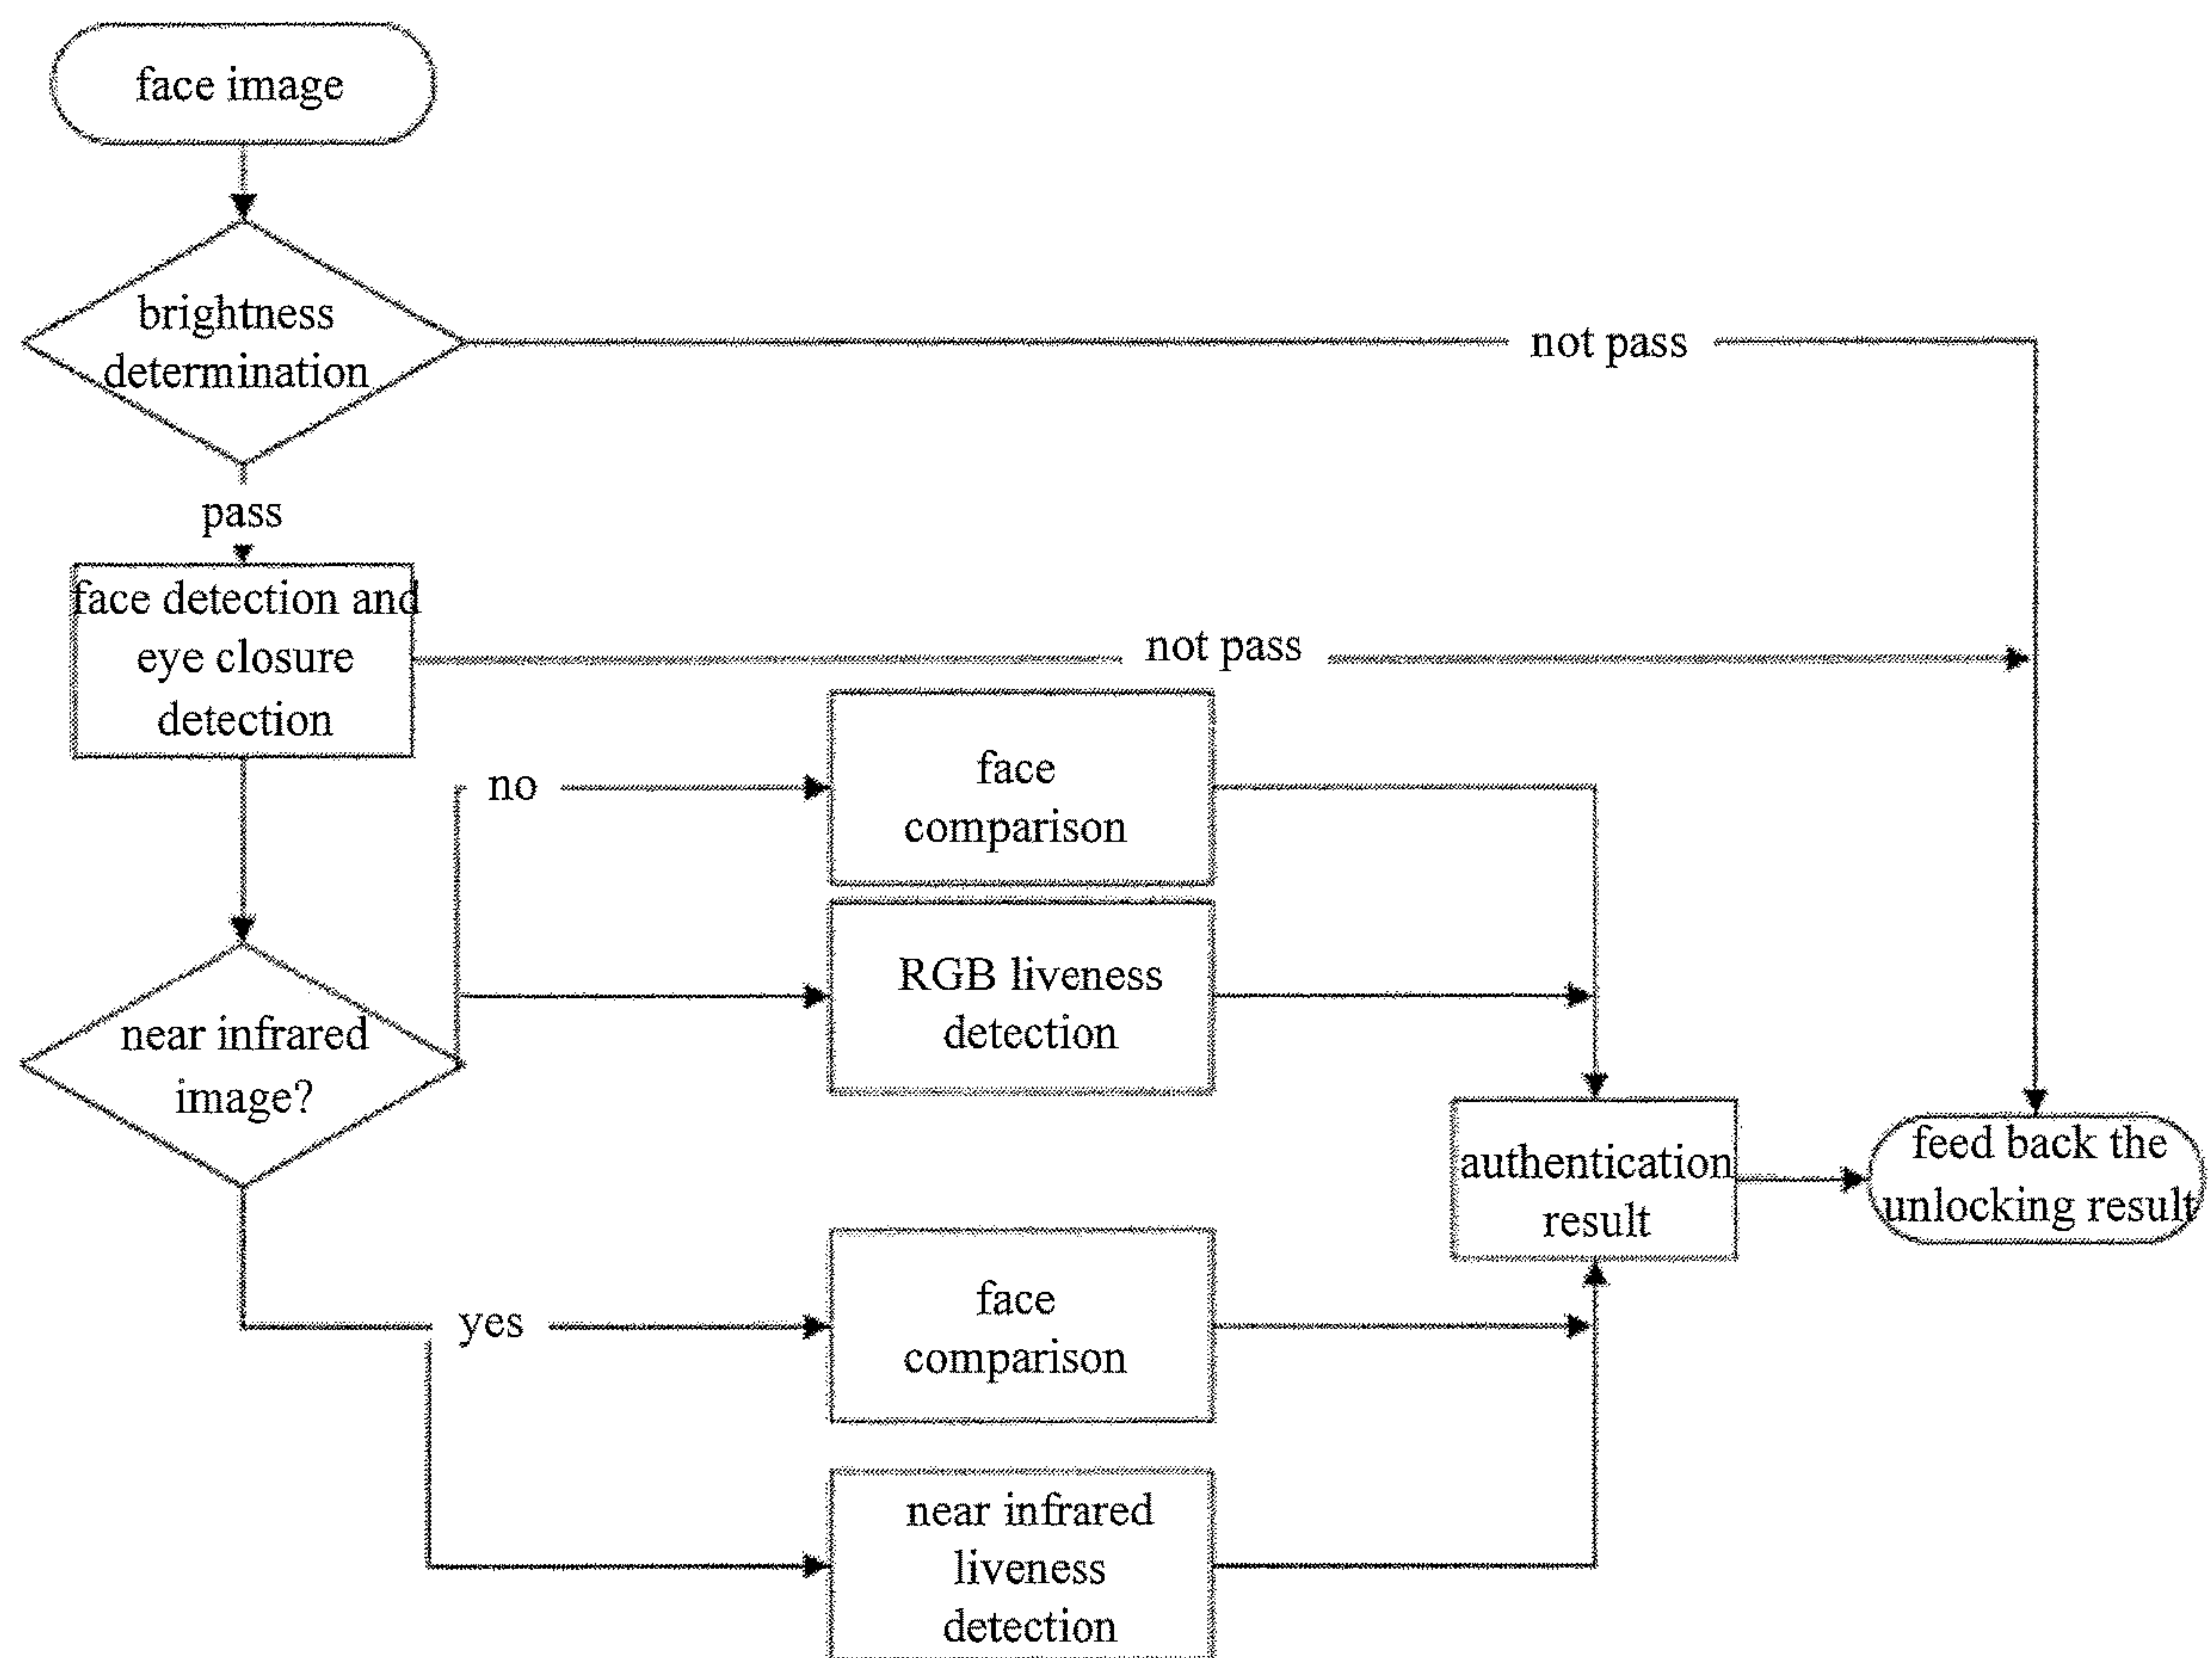 face image
brightness
determination
not pass
pass
face detection and
eye closure
detection
not pass
no
face
comparison
RGB liveness
detection
near infrared
image?
authentication
result
feed back the
unlocking result
yes
face
comparison
near infrared
liveness
detection